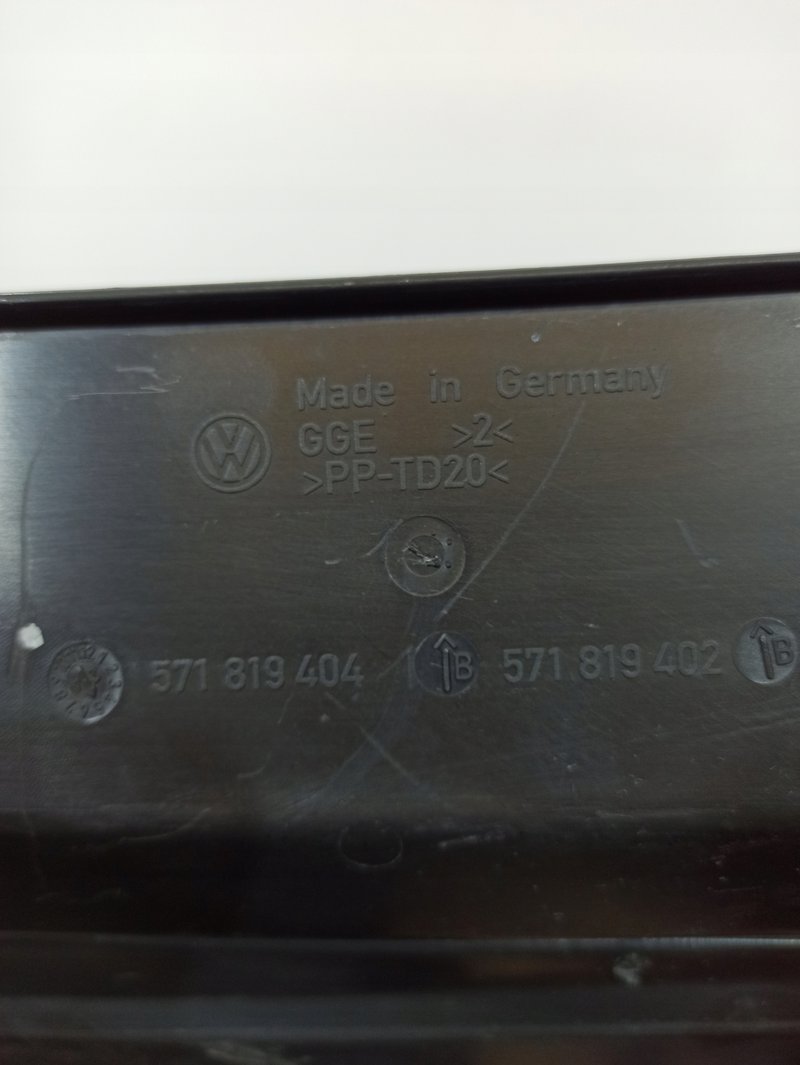 Made in Germany
GGE >2<
>PP-TD20<
571 819 404 B 571.819 402 B